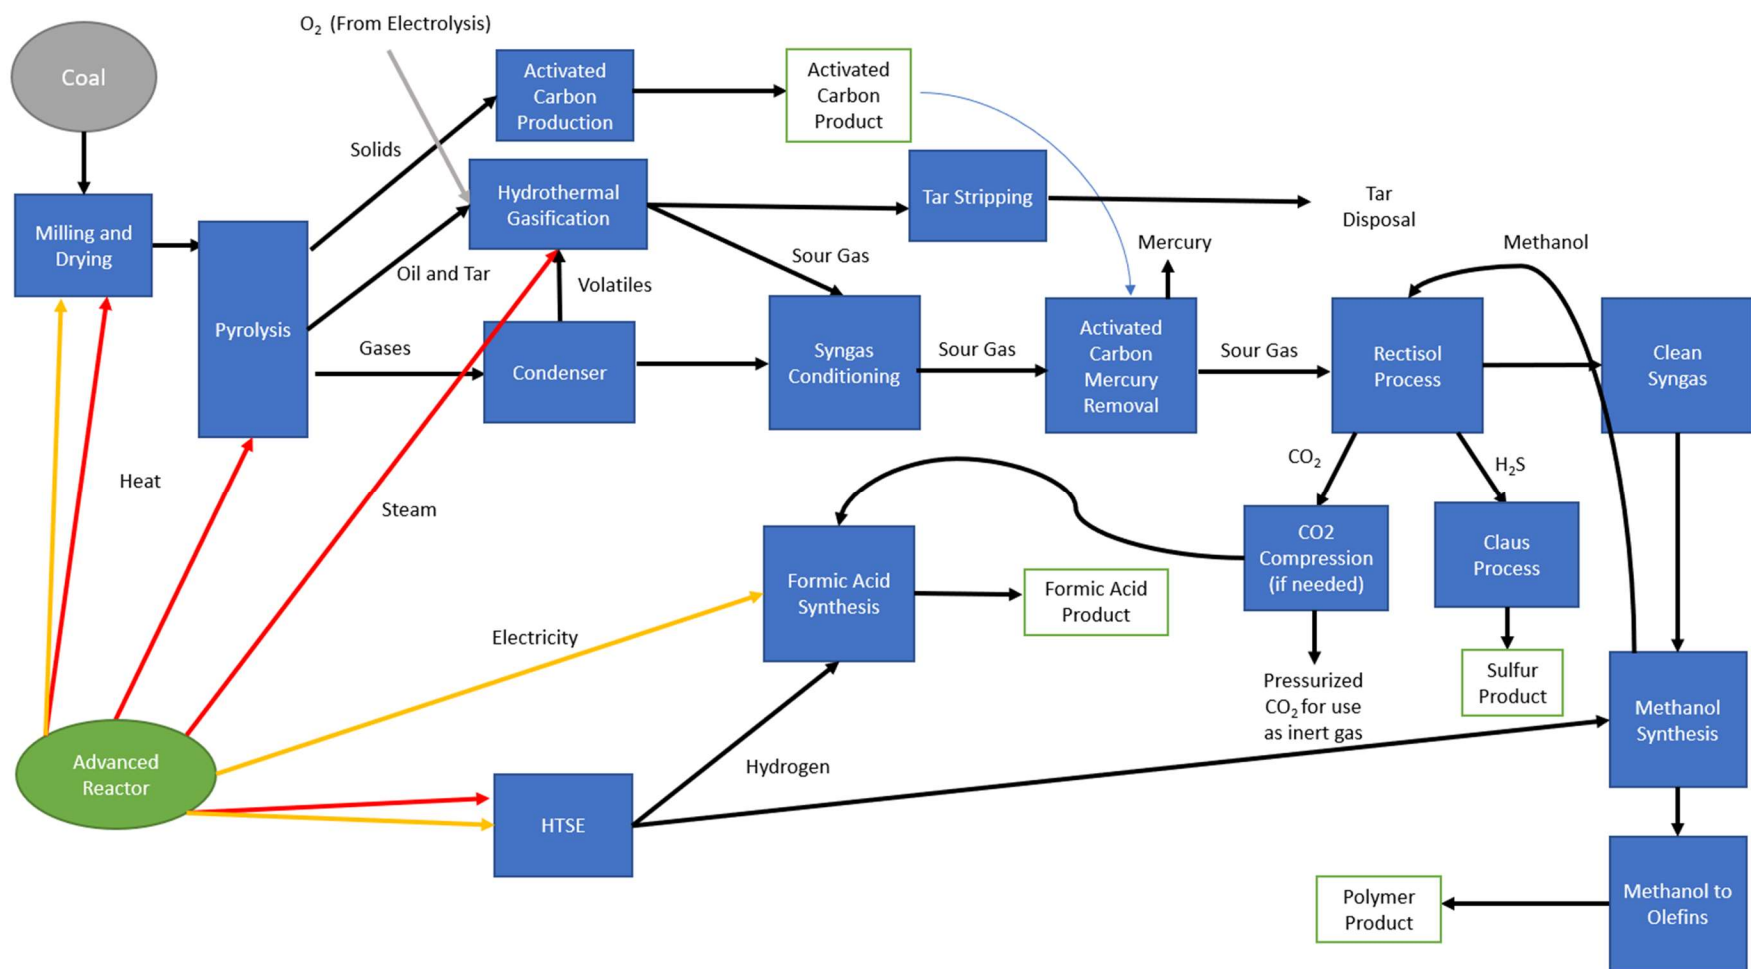 O₂ (From Electrolysis)
Coal
Activated
Carbon
Production
Activated
Carbon
Product
Solids
Hydrothermal
Gasification
Tar Stripping
Tar
Disposal
Milling and
Drying
Mercury
Methanol
Sour Gas
Oil and Tar
Volatiles
Pyrolysis
Gases
Condenser
Syngas
Conditioning
Sour Gas
Activated
Carbon
Mercury
Removal
Sour Gas
Rectisol
Process
Clean
Syngas
Heat
Steam
CO₂
H₂S
CO2
Compression
(if needed)
Claus
Process
Formic Acid
Synthesis
Formic Acid
Product
Electricity
Pressurized
CO₂ for use
as inert gas
Sulfur
Product
Methanol
Synthesis
Advanced
Reactor
Hydrogen
HTSE
Polymer
Product
Methanol to
Olefins